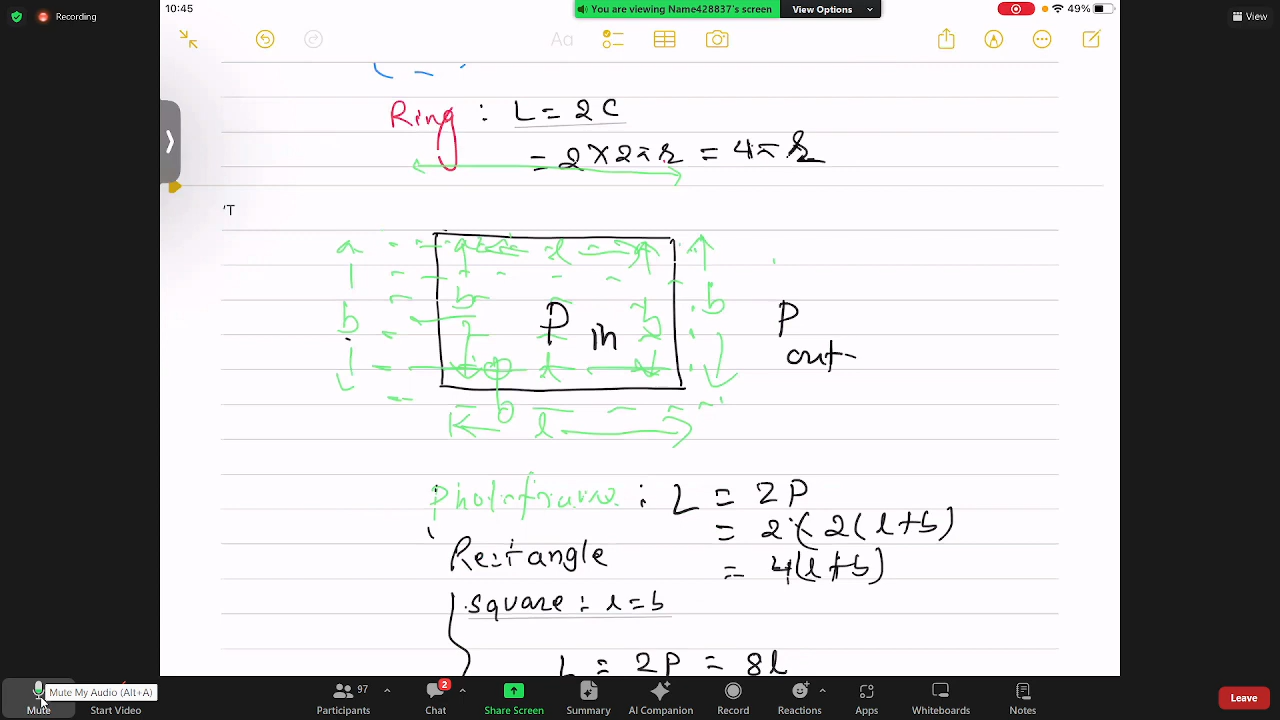 10:45
You are viewing Name428837's screen
View Options
49%
Recording
View
Aa
Ring : L = 2 C
= 2 × 2πr = 4πr
'T
l
b
b
b
b
P in
P out
l
b
l
Photoframe : L = 2P
= 2 × 2(l+b)
Rectangle
= 4(l+b)
square : l = b
L = 2P = 8l
Mute My Audio (Alt+A)
97
2
Mute
Start Video
Participants
Chat
Share Screen
Summary
AI Companion
Record
Reactions
Apps
Whiteboards
Notes
Leave